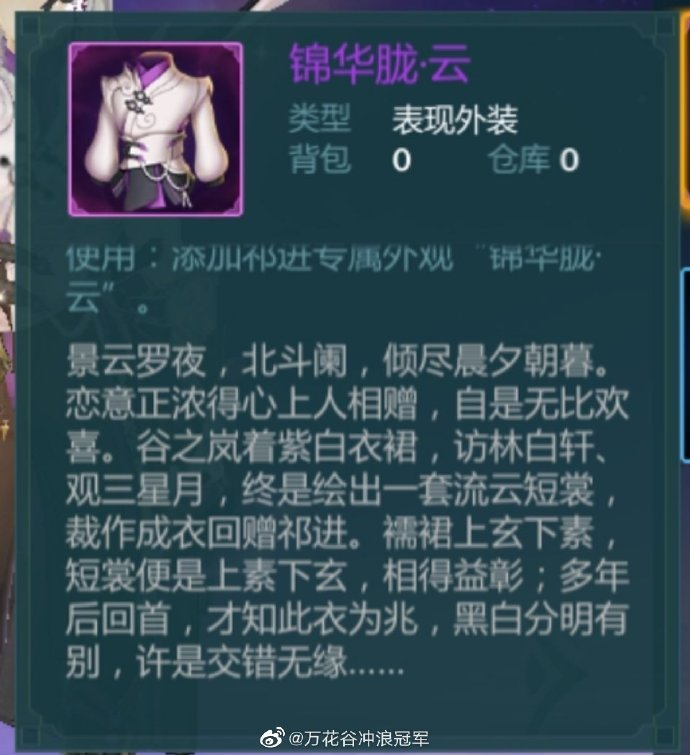 锦华胧·云
类型 表现外装
背包 0 仓库 0
使用：添加祁进专属外观“锦华胧·
云”。
景云罗夜，北斗阑，倾尽晨夕朝暮。
恋意正浓得心上人相赠，自是无比欢
喜。谷之岚着紫白衣裙，访林白轩、
观三星月，终是绘出一套流云短裳，
裁作成衣回赠祁进。襦裙上玄下素，
短裳便是上素下玄，相得益彰；多年
后回首，才知此衣为兆，黑白分明有
别，许是交错无缘……
@万花谷冲浪冠军